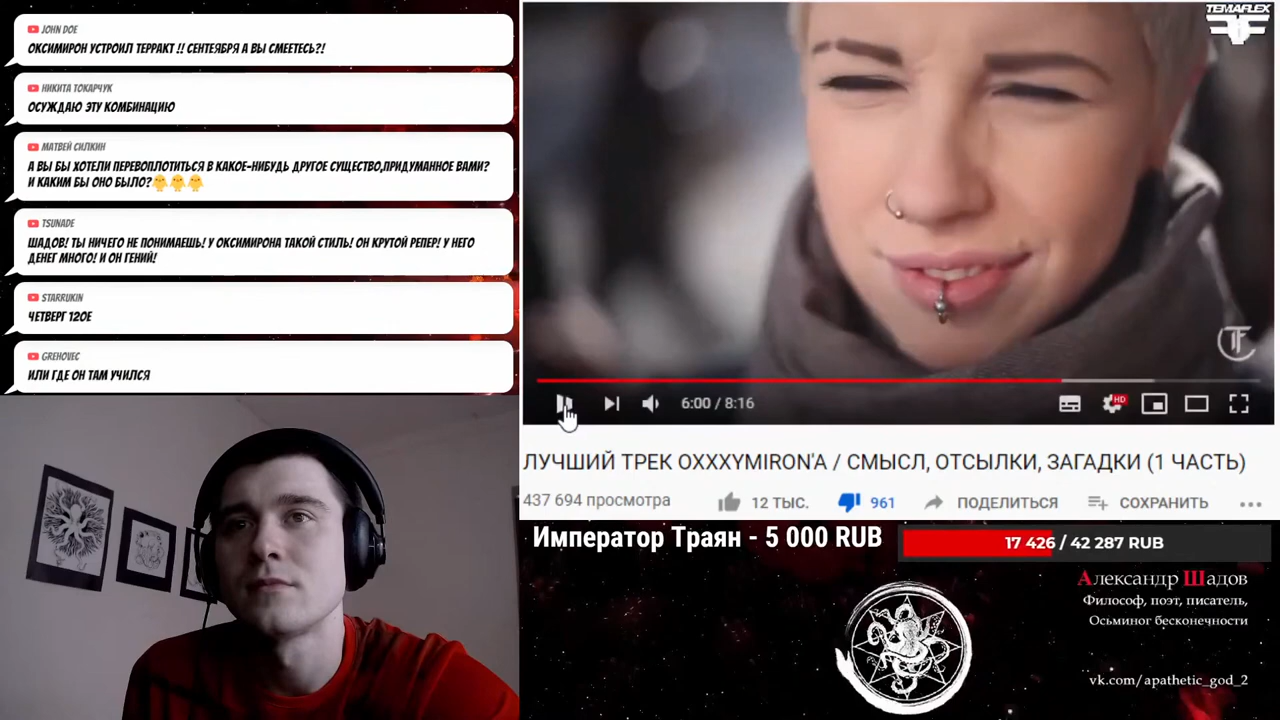 JOHN DOE
ОКСИМИРОН УСТРОИЛ ТЕРРАКТ !! СЕНТЕЯБРЯ А ВЫ СМЕЕТЕСЬ?!
НИКИТА ТОКАРЧУК
ОСУЖДАЮ ЭТУ КОМБИНАЦИЮ
МАТВЕЙ СИЛКИН
А ВЫ БЫ ХОТЕЛИ ПЕРЕВОПЛОТИТЬСЯ В КАКОЕ-НИБУДЬ ДРУГОЕ СУЩЕСТВО,ПРИДУМАННОЕ ВАМИ?
И КАКИМ БЫ ОНО БЫЛО?🐥🐥🐥
TSUNADE
ШАДОВ! ТЫ НИЧЕГО НЕ ПОНИМАЕШЬ! У ОКСИМИРОНА ТАКОЙ СТИЛЬ! ОН КРУТОЙ РЕПЕР! У НЕГО
ДЕНЕГ МНОГО! И ОН ГЕНИЙ!
STARRUKIN
ЧЕТВЕРГ 12ОЕ
GREHOVEC
ИЛИ ГДЕ ОН ТАМ УЧИЛСЯ
TEMAFLEX
TF
6:00 / 8:16
HD
ЛУЧШИЙ ТРЕК OXXXYMIRON'A / СМЫСЛ, ОТСЫЛКИ, ЗАГАДКИ (1 ЧАСТЬ)
437 694 просмотра
12 ТЫС.
961
ПОДЕЛИТЬСЯ
СОХРАНИТЬ
Император Траян - 5 000 RUB
17 426 / 42 287 RUB
Александр Шадов
Философ, поэт, писатель,
Осьминог бесконечности
vk.com/apathetic_god_2